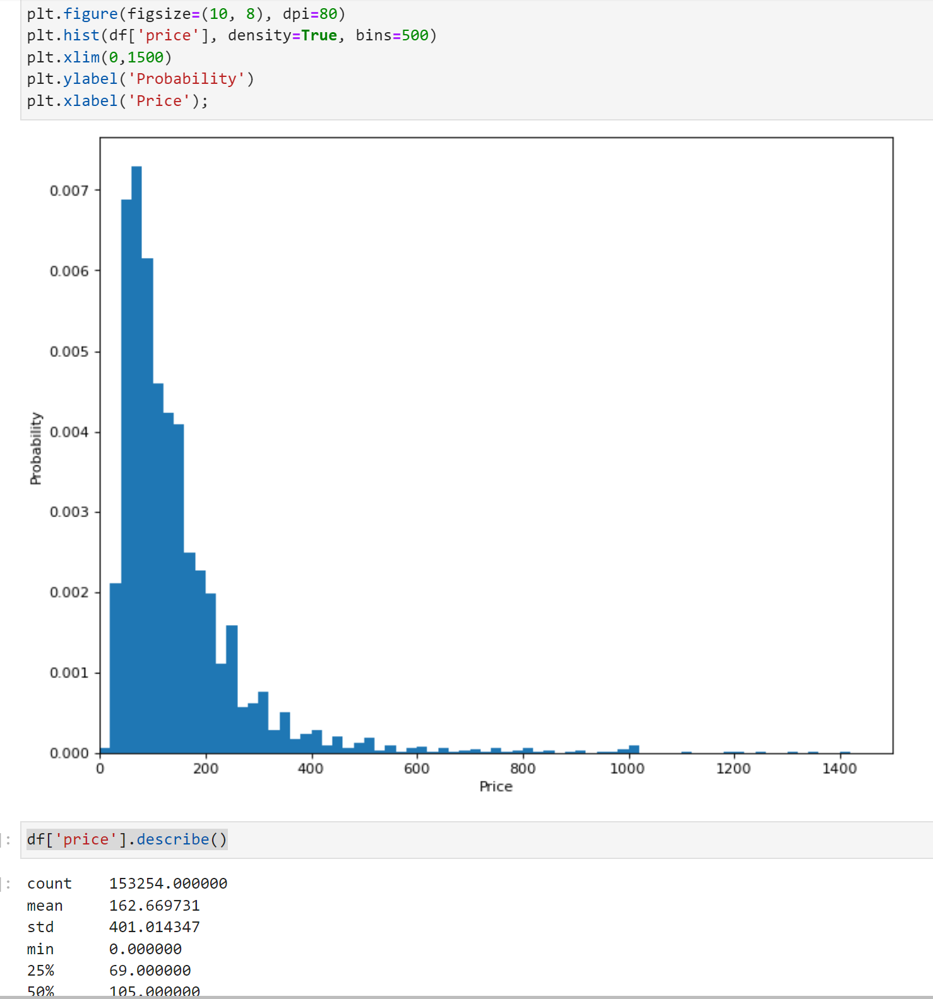 plt.figure(figsize=(10, 8), dpi=80)
plt.hist(df['price'], density=True, bins=500)
plt.xlim(0,1500)
plt.ylabel('Probability')
plt.xlabel('Price');
0.007
0.006
0.005
0.004
0.003
0.002
0.001
0.000
Probability
0 200 400 600 800 1000 1200 1400
Price
]: df['price'].describe()
]: count 153254.000000
mean 162.669731
std 401.014347
min 0.000000
25% 69.000000
50% 105.000000